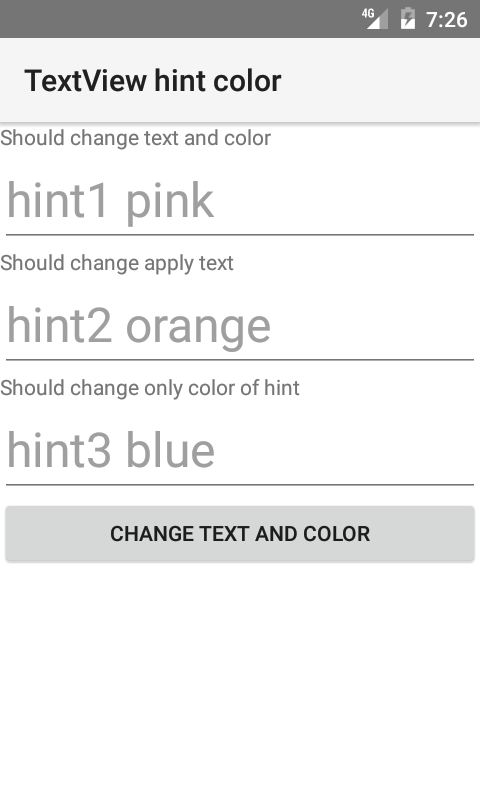 4G 7:26
TextView hint color
Should change text and color
hint1 pink
Should change apply text
hint2 orange
Should change only color of hint
hint3 blue
CHANGE TEXT AND COLOR